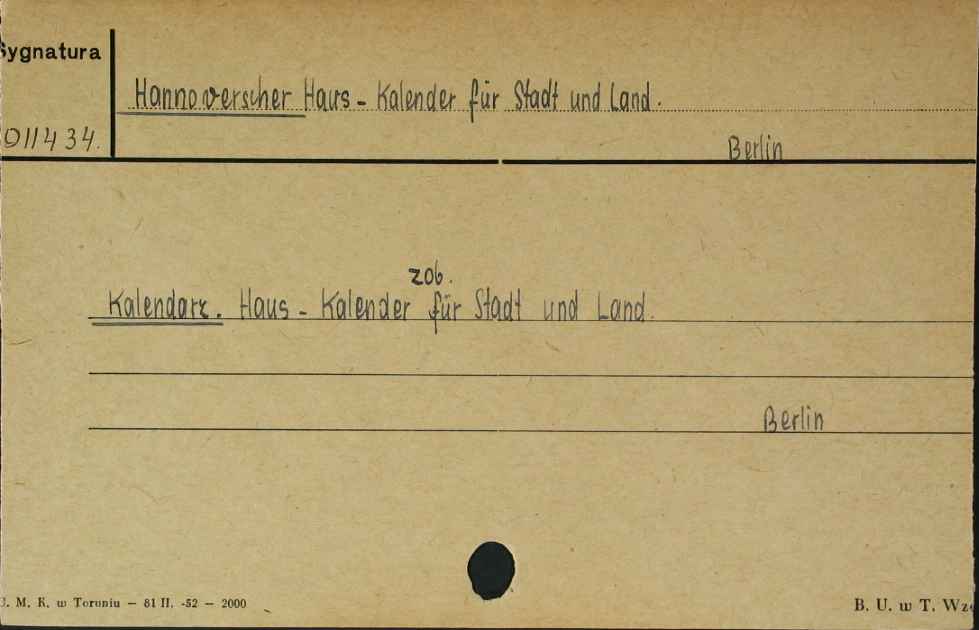 Sygnatura
Hannoverscher Haus - Kalender für Stadt und Land.
011434.
Berlin
zob.
Kalendarz. Haus - Kalender für Stadt und Land.
Berlin
M. K. w Toruniu — 81 II. -52 — 2000
B. U. w T.